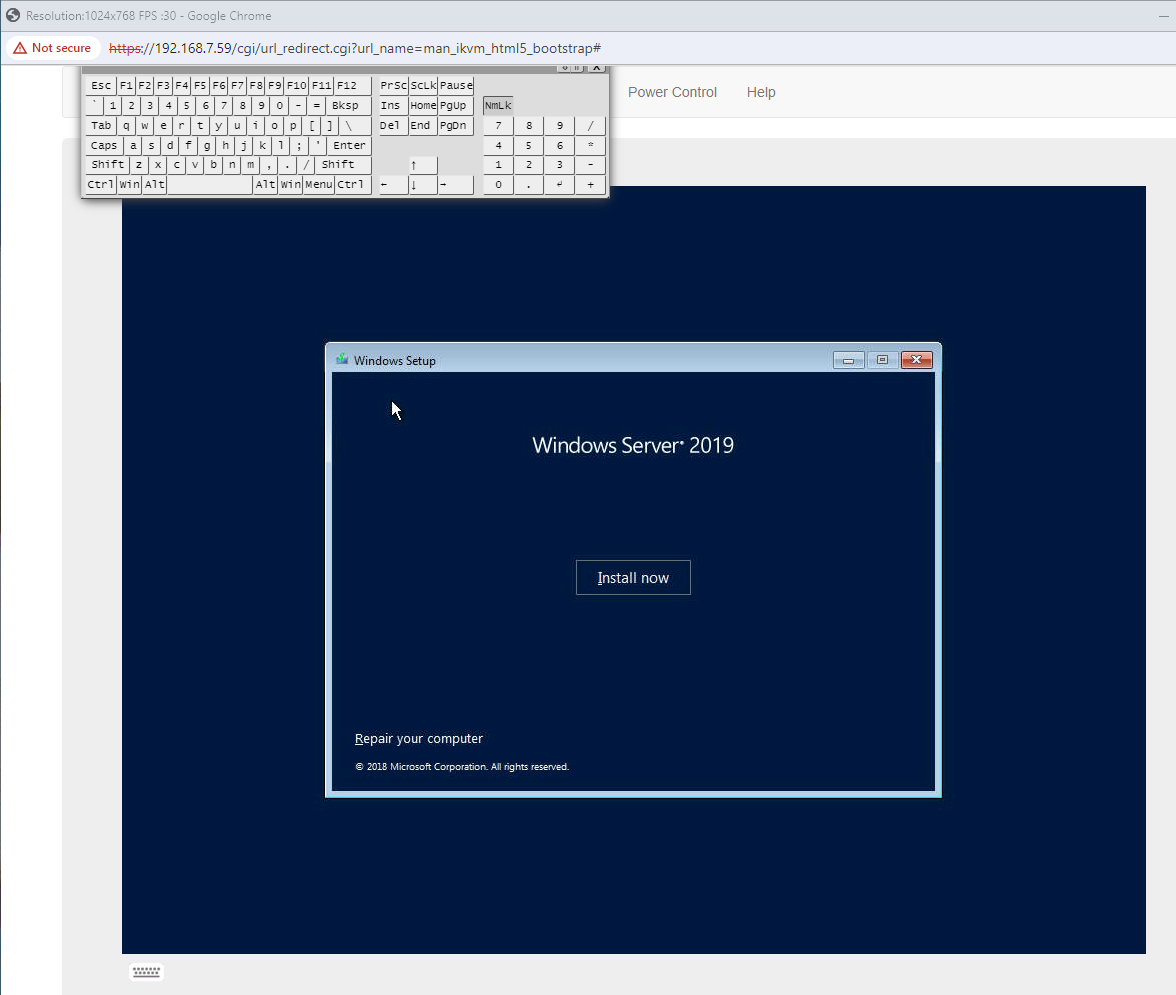 Resolution:1024x768 FPS :30 - Google Chrome
Not secure https://192.168.7.59/cgi/url_redirect.cgi?url_name=man_ikvm_html5_bootstrap#
Power Control Help
Esc F1 F2 F3 F4 F5 F6 F7 F8 F9 F10 F11 F12 PrSc ScLk Pause
` 1 2 3 4 5 6 7 8 9 0 - = Bksp Ins Home PgUp NmLk
Tab q w e r t y u i o p [ ] \ Del End PgDn 7 8 9 /
Caps a s d f g h j k l ; ' Enter 4 5 6 *
Shift z x c v b n m , . / Shift ↑ 1 2 3 -
Ctrl Win Alt Alt Win Menu Ctrl ← ↓ → 0 . ↲ +
Windows Setup
Windows Server® 2019
Install now
Repair your computer
© 2018 Microsoft Corporation. All rights reserved.